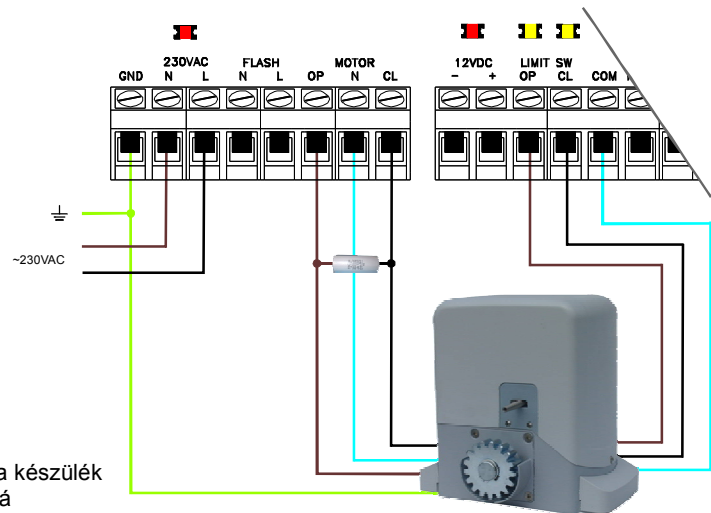 230VAC FLASH MOTOR
GND N L N L OP N CL
12VDC LIMIT SW
- + OP CL COM
~230VAC
a készülék
á